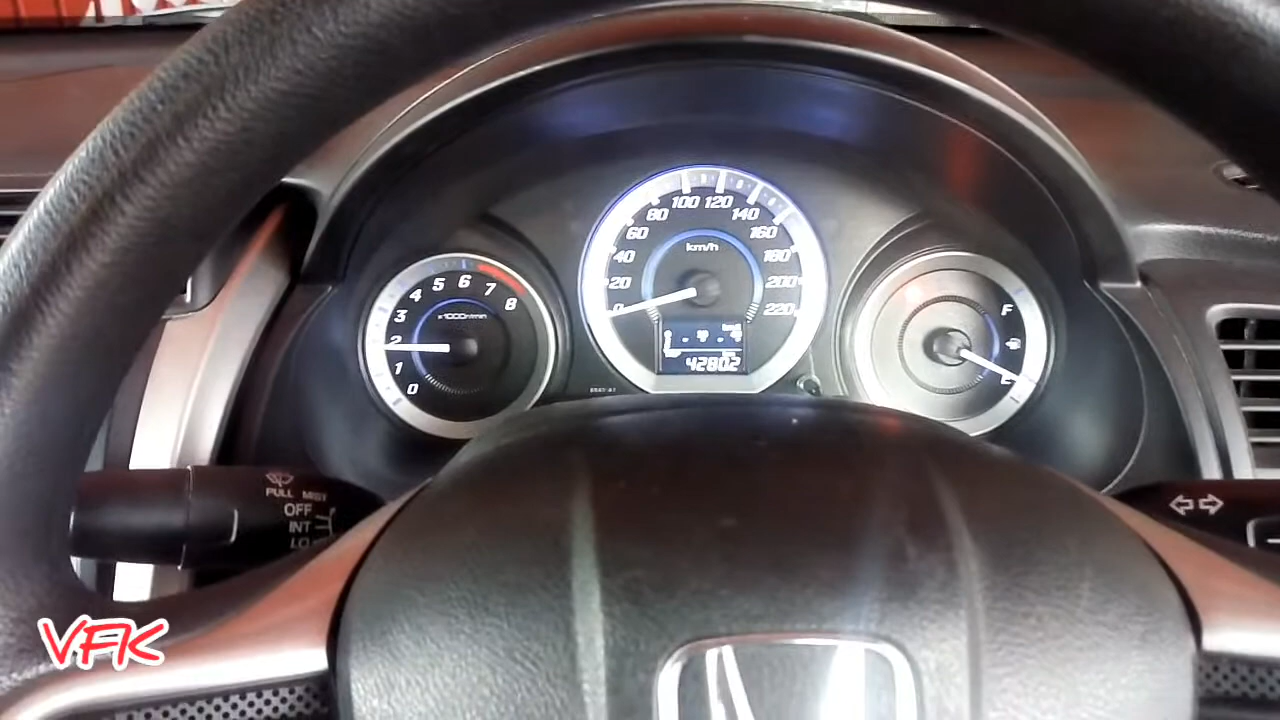 80 100 120
60 140
40 km/h 160
20 180
0 200
220
42802
4 5 6 7 8
3 x1000r/min
2
1
0
F
E
PULL MIST
OFF
INT
LO
VFK